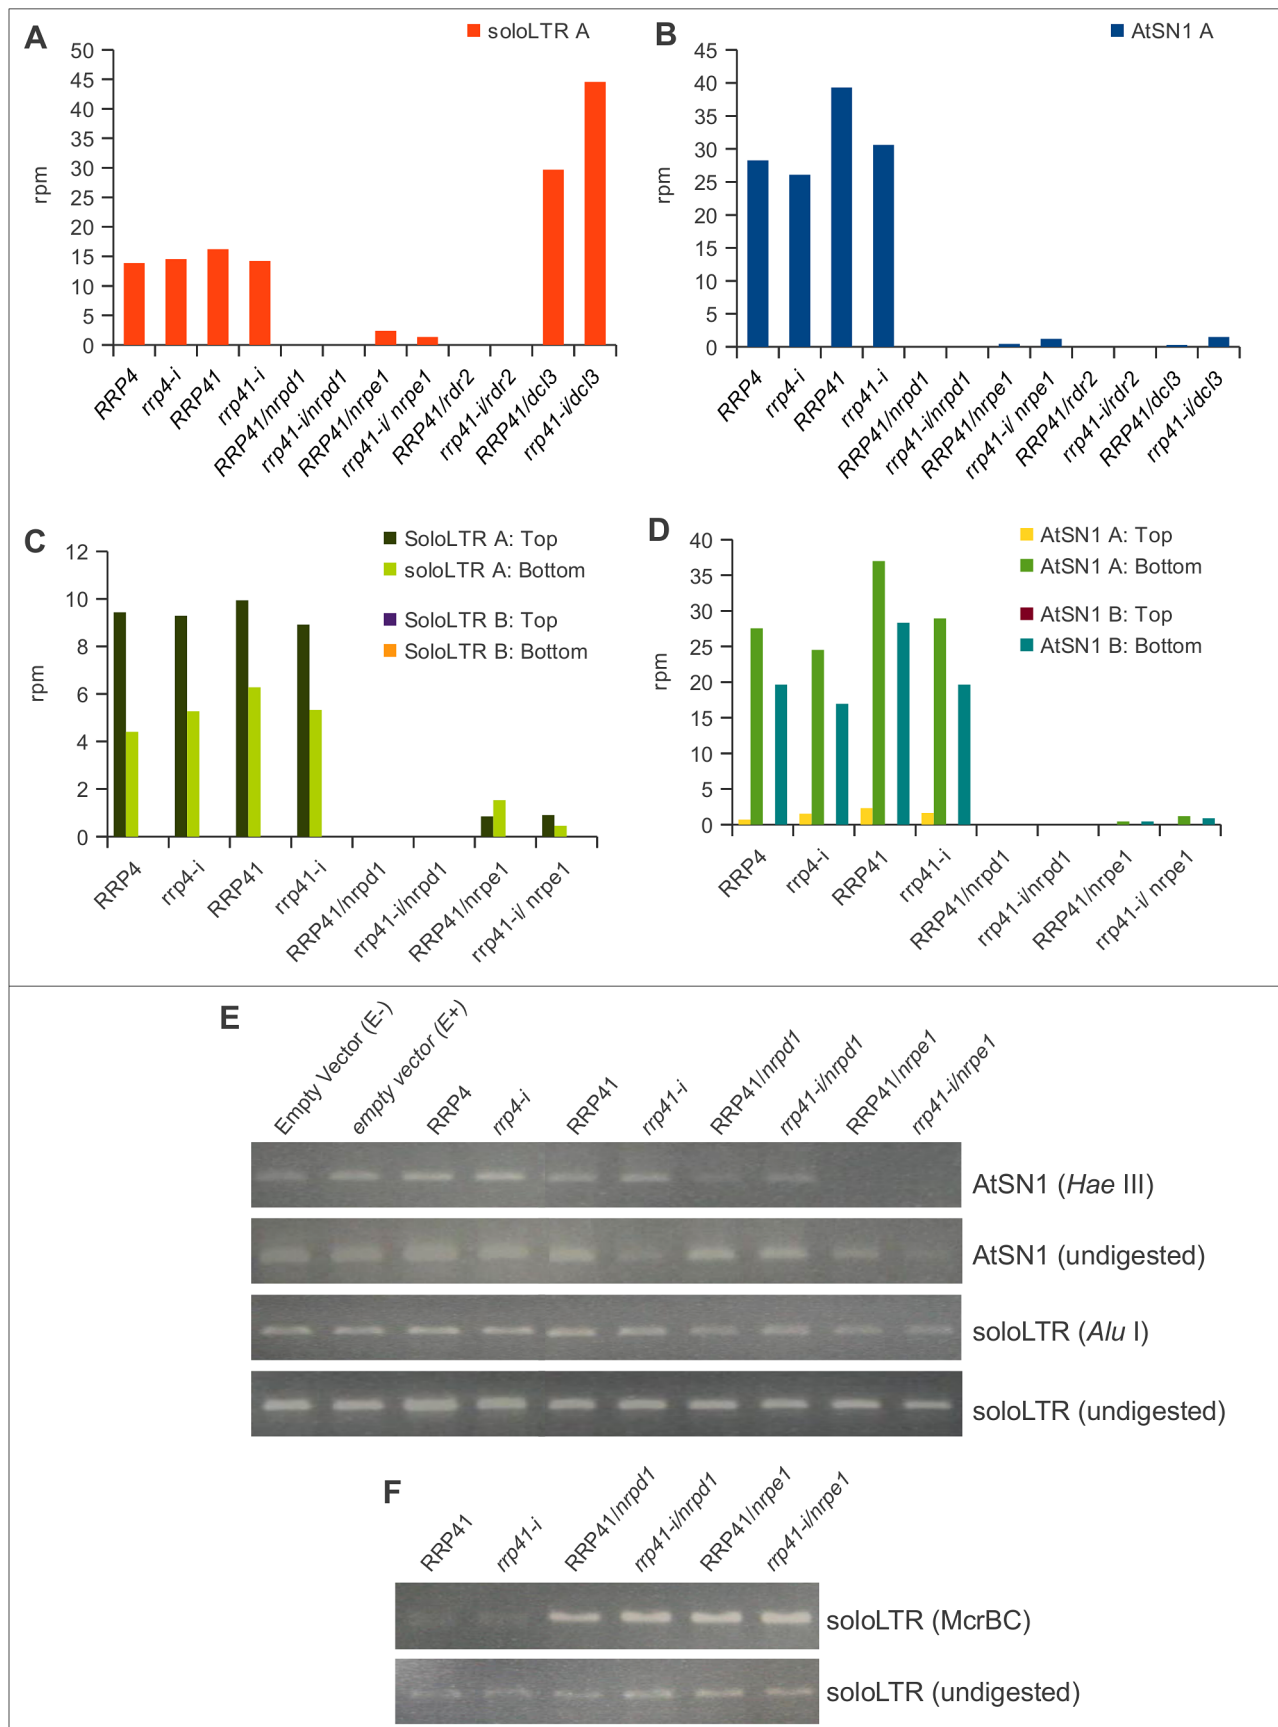 A
soloLTR A
50
45
40
35
30
25
20
15
10
5
0
rpm
RRP4
rrp4-i
RRP41
rrp41-i
RRP41/nrpd1
rrp41-i/nrpd1
RRP41/nrpe1
rrp41-i/ nrpe1
RRP41/rdr2
rrp41-i/rdr2
RRP41/dcl3
rrp41-i/dcl3
B
AtSN1 A
45
40
35
30
25
20
15
10
5
0
rpm
RRP4
rrp4-i
RRP41
rrp41-i
RRP41/nrpd1
rrp41-i/nrpd1
RRP41/nrpe1
rrp41-i/ nrpe1
RRP41/rdr2
rrp41-i/rdr2
RRP41/dcl3
rrp41-i/dcl3
C
SoloLTR A: Top
soloLTR A: Bottom
SoloLTR B: Top
SoloLTR B: Bottom
12
10
8
6
4
2
0
rpm
RRP4
rrp4-i
RRP41
rrp41-i
RRP41/nrpd1
rrp41-i/nrpd1
RRP41/nrpe1
rrp41-i/ nrpe1
D
AtSN1 A: Top
AtSN1 A: Bottom
AtSN1 B: Top
AtSN1 B: Bottom
40
35
30
25
20
15
10
5
0
rpm
RRP4
rrp4-i
RRP41
rrp41-i
RRP41/nrpd1
rrp41-i/nrpd1
RRP41/nrpe1
rrp41-i/ nrpe1
E
Empty Vector (E-)
empty vector (E+)
RRP4
rrp4-i
RRP41
rrp41-i
RRP41/nrpd1
rrp41-i/nrpd1
RRP41/nrpe1
rrp41-i/nrpe1
AtSN1 (Hae III)
AtSN1 (undigested)
soloLTR (Alu I)
soloLTR (undigested)
F
RRP41
rrp41-i
RRP41/nrpd1
rrp41-i/nrpd1
RRP41/nrpe1
rrp41-i/nrpe1
soloLTR (McrBC)
soloLTR (undigested)